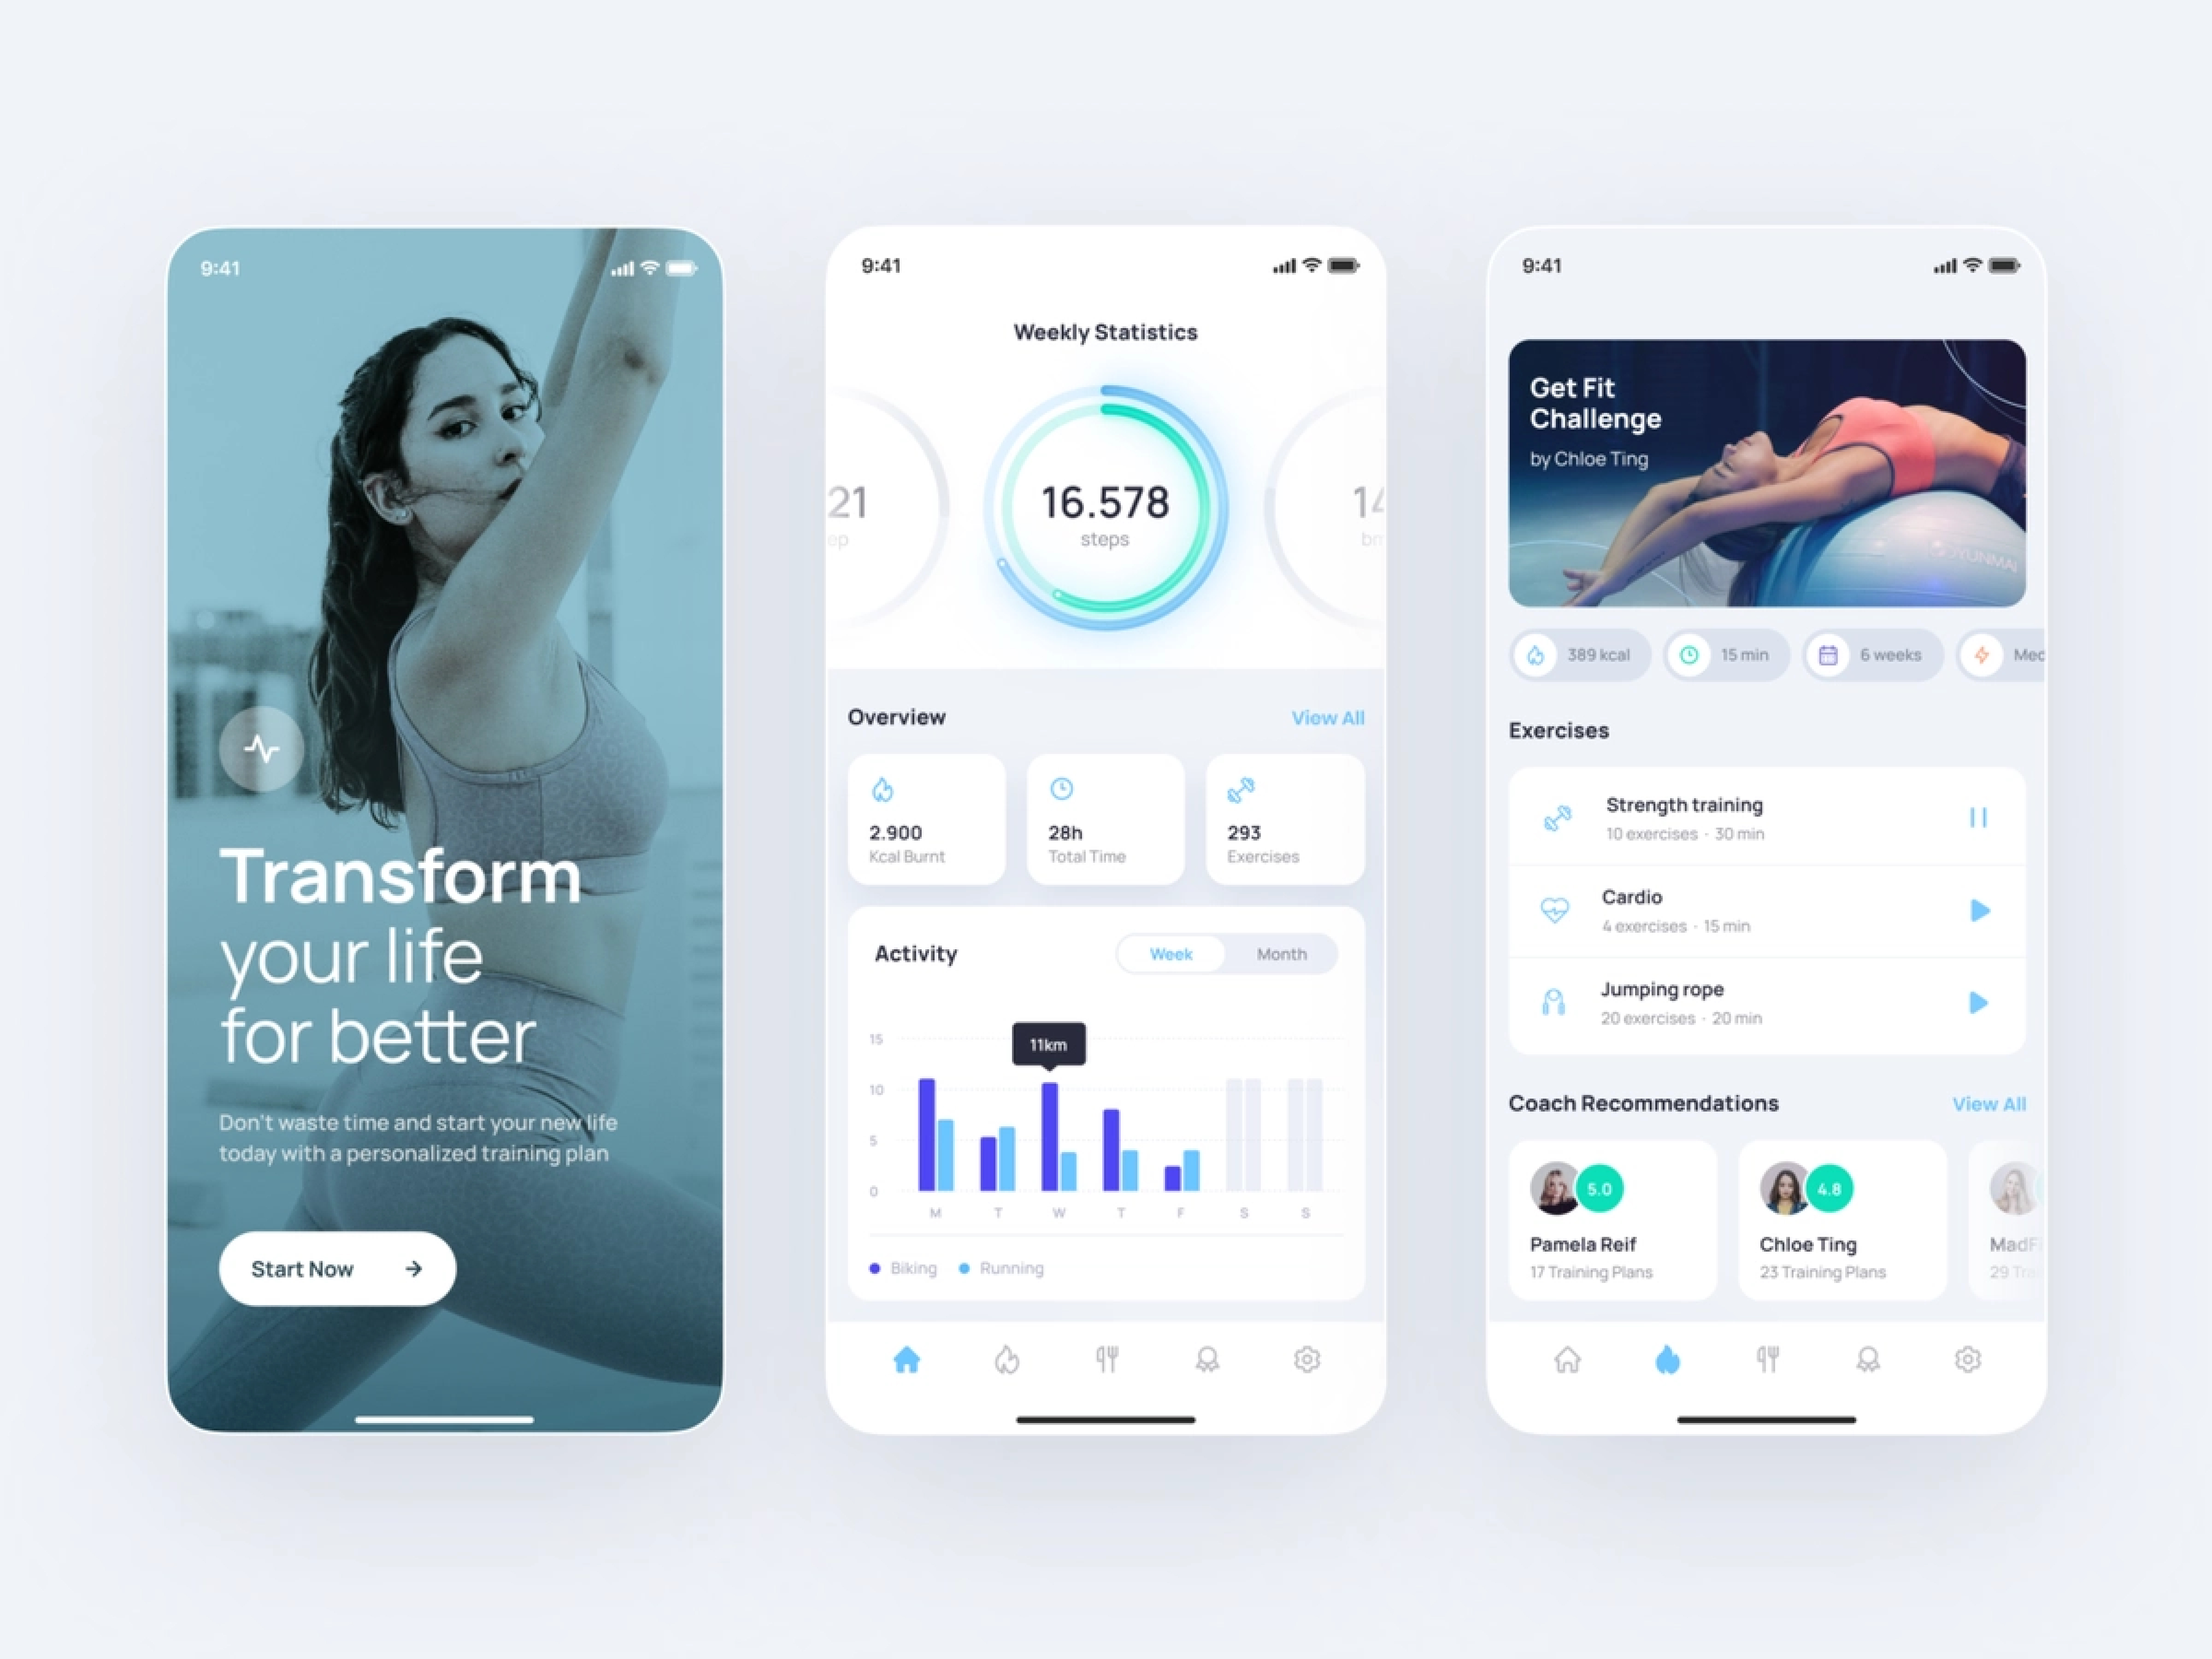 9:41
Transform
your life
for better
Don't waste time and start your new life
today with a personalized training plan
Start Now
9:41
Weekly Statistics
21
16.578
steps
Overview
View All
2.900
Kcal Burnt
28h
Total Time
293
Exercises
Activity
Week
Month
15
11km
10
5
0
M T W T F S S
Biking
Running
9:41
Get Fit
Challenge
by Chloe Ting
YUNMAI
389 kcal
15 min
6 weeks
Med
Exercises
Strength training
10 exercises · 30 min
Cardio
4 exercises · 15 min
Jumping rope
20 exercises · 20 min
Coach Recommendations
View All
5.0
Pamela Reif
17 Training Plans
4.8
Chloe Ting
23 Training Plans
MadF
29 Tra